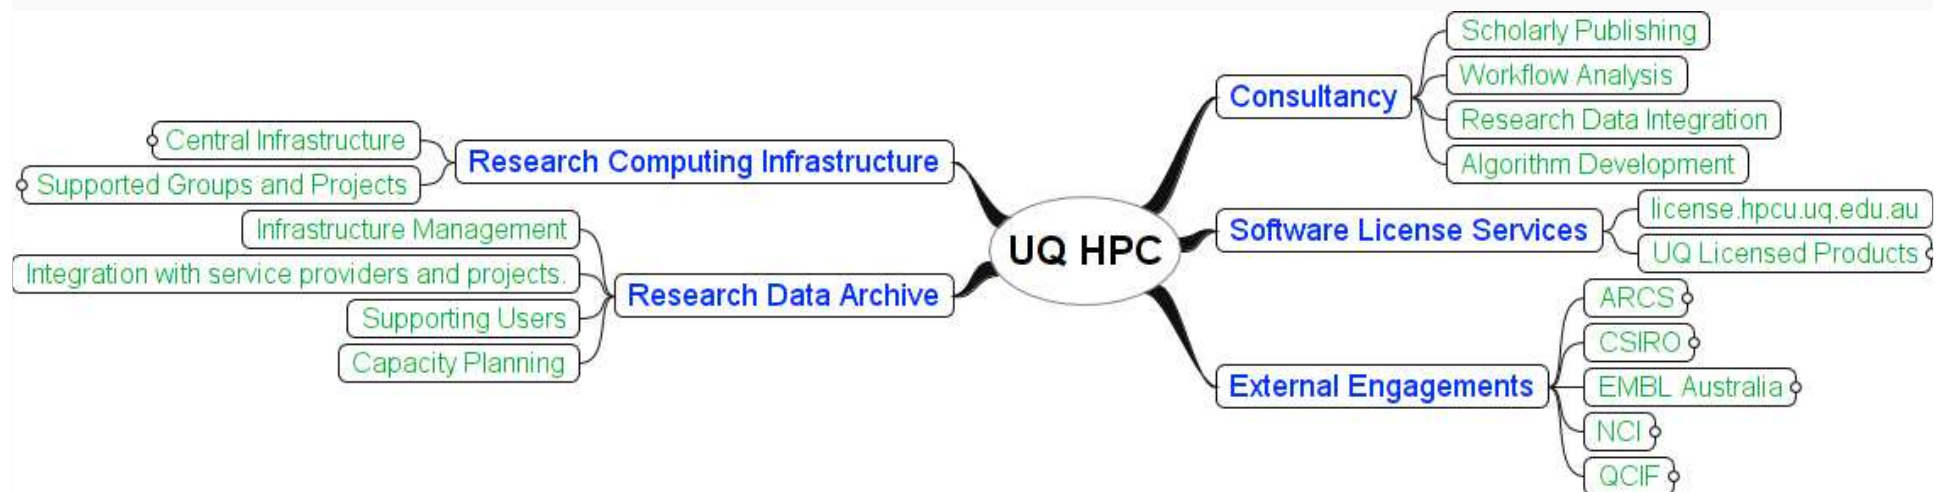 UQ HPC
Research Computing Infrastructure
Central Infrastructure
Supported Groups and Projects
Research Data Archive
Infrastructure Management
Integration with service providers and projects.
Supporting Users
Capacity Planning
Consultancy
Scholarly Publishing
Workflow Analysis
Research Data Integration
Algorithm Development
Software License Services
license.hpcu.uq.edu.au
UQ Licensed Products
External Engagements
ARCS
CSIRO
EMBL Australia
NCI
QCIF